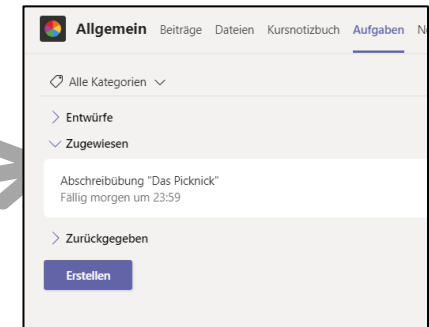 Allgemein Beiträge Dateien Kursnotizbuch Aufgaben
Alle Kategorien
Entwürfe
Zugewiesen
Abschreibübung "Das Picknick"
Fällig morgen um 23:59
Zurückgegeben
Erstellen